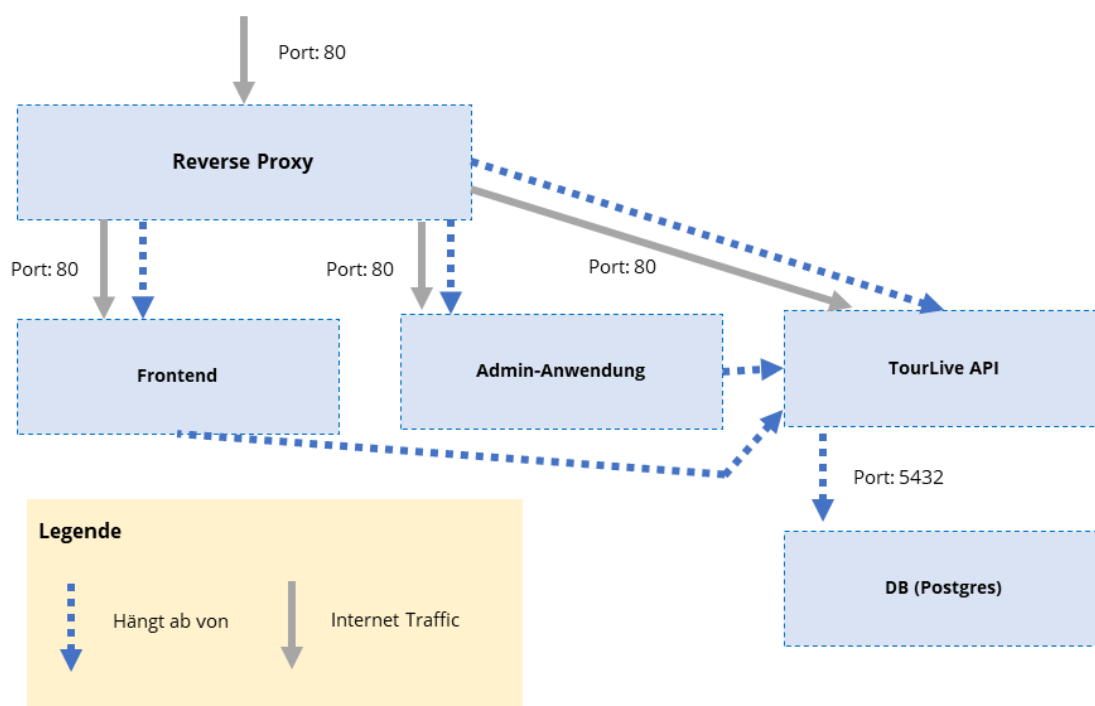 Port: 80
Reverse Proxy
Port: 80
Port: 80
Port: 80
Frontend
Admin-Anwendung
TourLive API
Port: 5432
Legende
DB (Postgres)
Hängt ab von
Internet Traffic